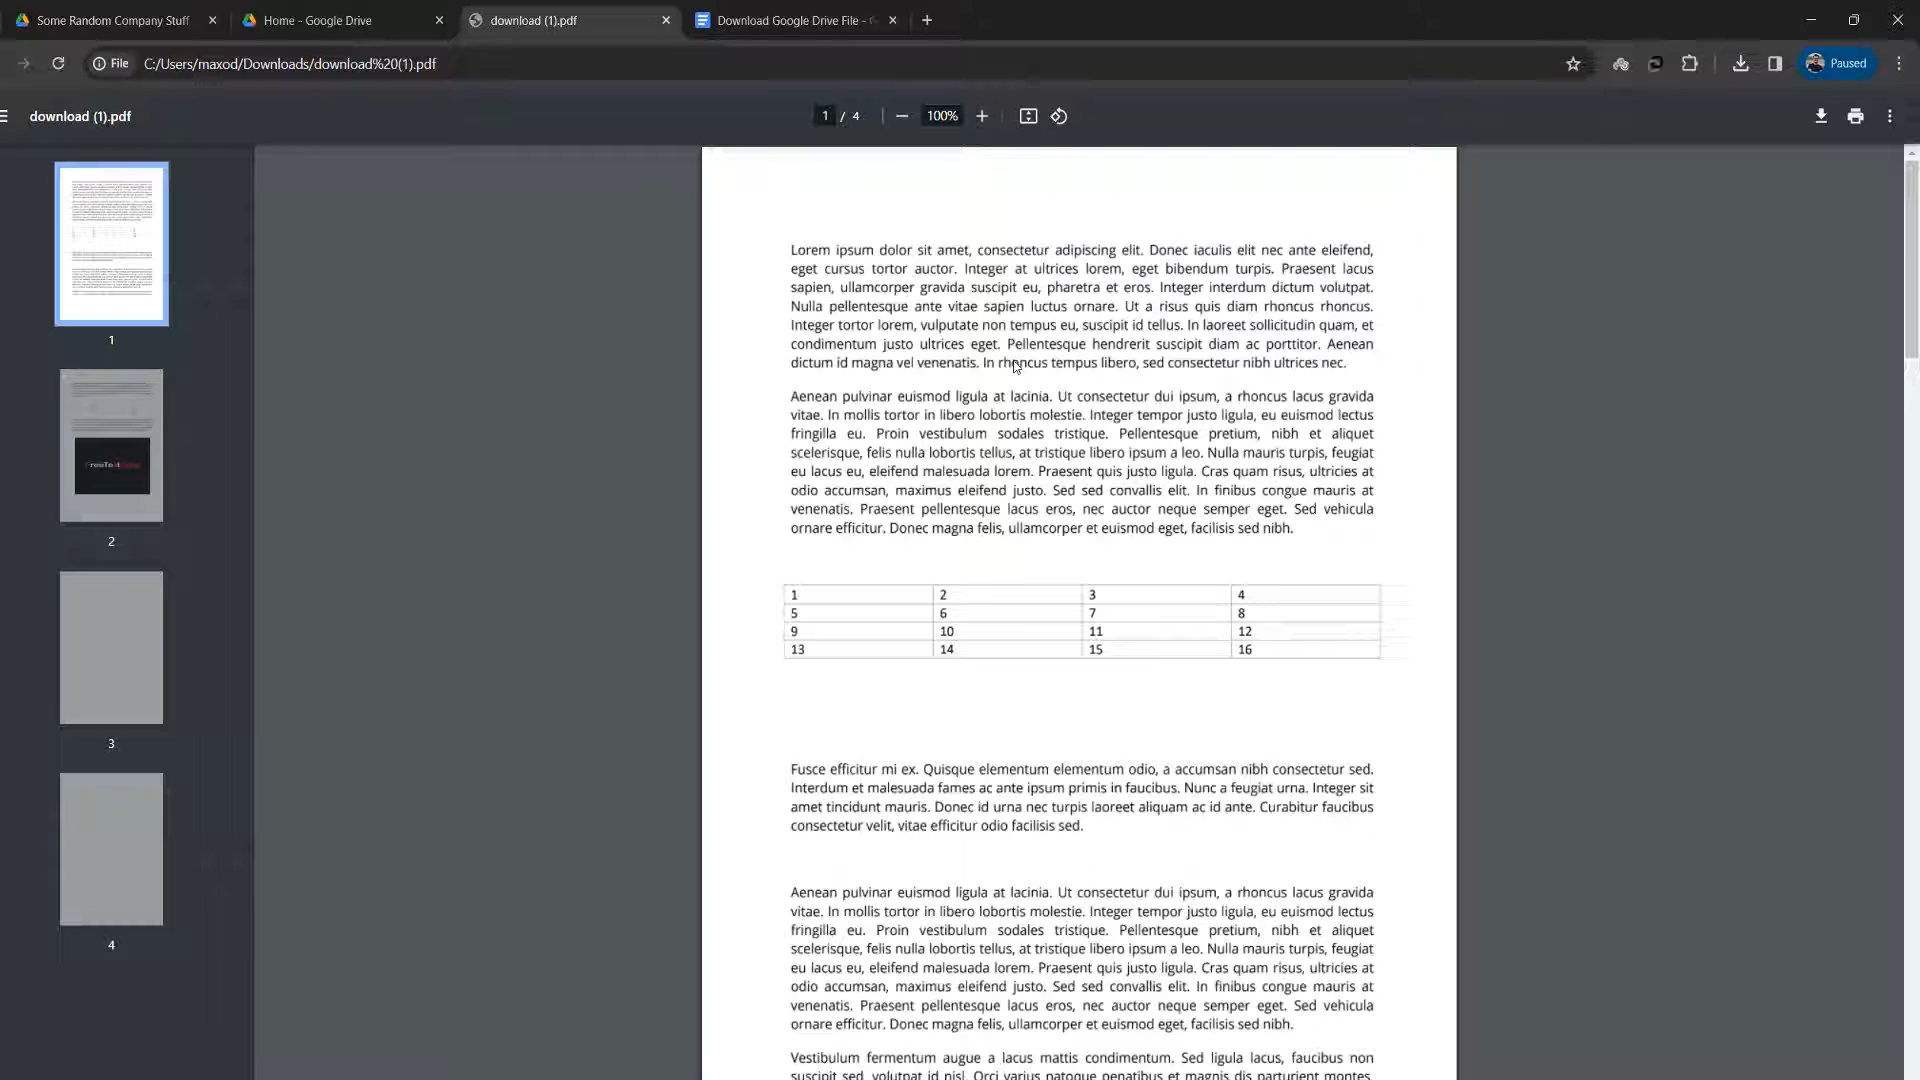 Some Random Company Stuff
Home - Google Drive
download (1).pdf
Download Google Drive File -
File
C:/Users/maxod/Downloads/download%20(1).pdf
Paused
download (1).pdf
1 / 4
100%
1
2
3
4
Lorem ipsum dolor sit amet, consectetur adipiscing elit. Donec iaculis elit nec ante eleifend,
eget cursus tortor auctor. Integer at ultrices lorem, eget bibendum turpis. Praesent lacus
sapien, ullamcorper gravida suscipit eu, pharetra et eros. Integer interdum dictum volutpat.
Nulla pellentesque ante vitae sapien luctus ornare. Ut a risus quis diam rhoncus rhoncus.
Integer tortor lorem, vulputate non tempus eu, suscipit id tellus. In laoreet sollicitudin quam, et
condimentum justo ultrices eget. Pellentesque hendrerit suscipit diam ac porttitor. Aenean
dictum id magna vel venenatis. In rhoncus tempus libero, sed consectetur nibh ultrices nec.
Aenean pulvinar euismod ligula at lacinia. Ut consectetur dui ipsum, a rhoncus lacus gravida
vitae. In mollis tortor in libero lobortis molestie. Integer tempor justo ligula, eu euismod lectus
fringilla eu. Proin vestibulum sodales tristique. Pellentesque pretium, nibh et aliquet
scelerisque, felis nulla lobortis tellus, at tristique libero ipsum a leo. Nulla mauris turpis, feugiat
eu lacus eu, eleifend malesuada lorem. Praesent quis justo ligula. Cras quam risus, ultricies at
odio accumsan, maximus eleifend justo. Sed sed convallis elit. In finibus congue mauris at
venenatis. Praesent pellentesque lacus eros, nec auctor neque semper eget. Sed vehicula
ornare efficitur. Donec magna felis, ullamcorper et euismod eget, facilisis sed nibh.
1 2 3 4
5 6 7 8
9 10 11 12
13 14 15 16
Fusce efficitur mi ex. Quisque elementum elementum odio, a accumsan nibh consectetur sed.
Interdum et malesuada fames ac ante ipsum primis in faucibus. Nunc a feugiat urna. Integer sit
amet tincidunt mauris. Donec id urna nec turpis laoreet aliquam ac id ante. Curabitur faucibus
consectetur velit, vitae efficitur odio facilisis sed.
Aenean pulvinar euismod ligula at lacinia. Ut consectetur dui ipsum, a rhoncus lacus gravida
vitae. In mollis tortor in libero lobortis molestie. Integer tempor justo ligula, eu euismod lectus
fringilla eu. Proin vestibulum sodales tristique. Pellentesque pretium, nibh et aliquet
scelerisque, felis nulla lobortis tellus, at tristique libero ipsum a leo. Nulla mauris turpis, feugiat
eu lacus eu, eleifend malesuada lorem. Praesent quis justo ligula. Cras quam risus, ultricies at
odio accumsan, maximus eleifend justo. Sed sed convallis elit. In finibus congue mauris at
venenatis. Praesent pellentesque lacus eros, nec auctor neque semper eget. Sed vehicula
ornare efficitur. Donec magna felis, ullamcorper et euismod eget, facilisis sed nibh.
Vestibulum fermentum augue a lacus mattis condimentum. Sed ligula lacus, faucibus non
suscipit sed, volutpat id nisl. Orci varius natoque penatibus et magnis dis parturient montes,